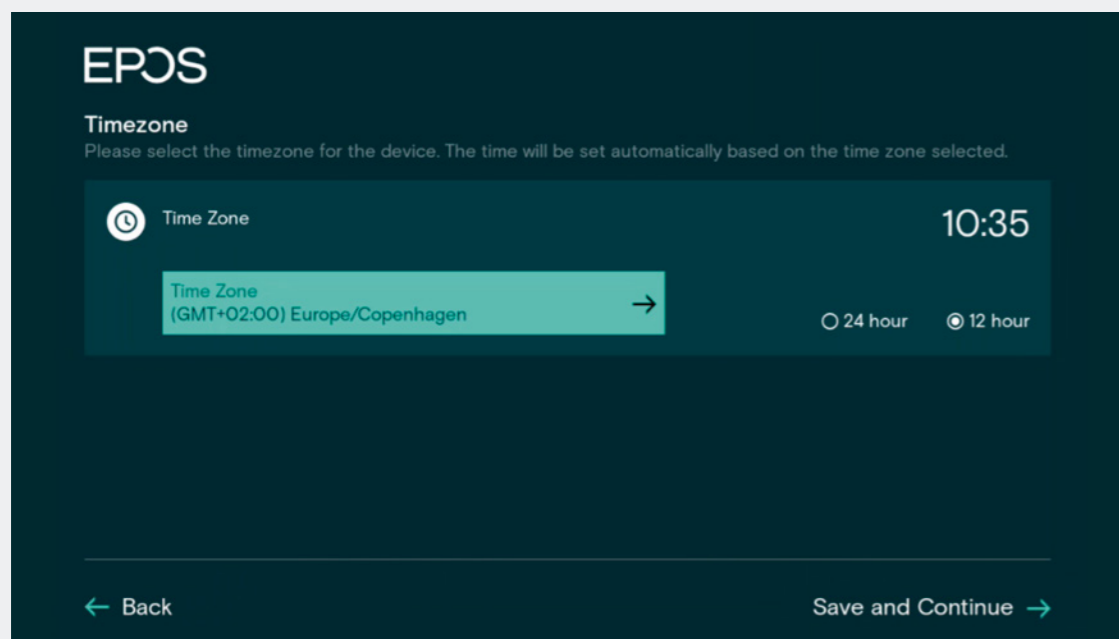 EPOS
Timezone
Please select the timezone for the device. The time will be set automatically based on the time zone selected.
Time Zone
10:35
Time Zone
(GMT+02:00) Europe/Copenhagen
24 hour
12 hour
Back
Save and Continue